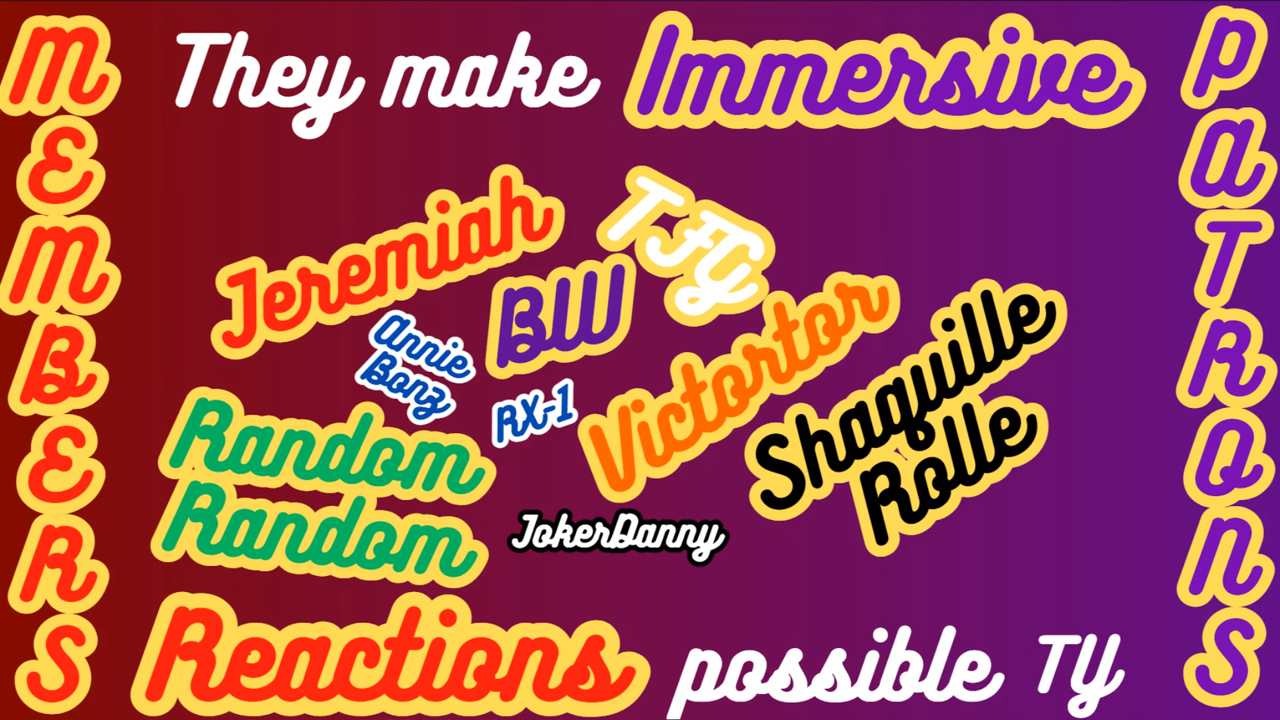 MEMBERS
They make Immersive
PaTRons
Jeremiah
TFG
BW
Annie
Bonz
RX-1
Victortor
Shaquille
Rolle
Random
Random
JokerDanny
Reactions possible TY